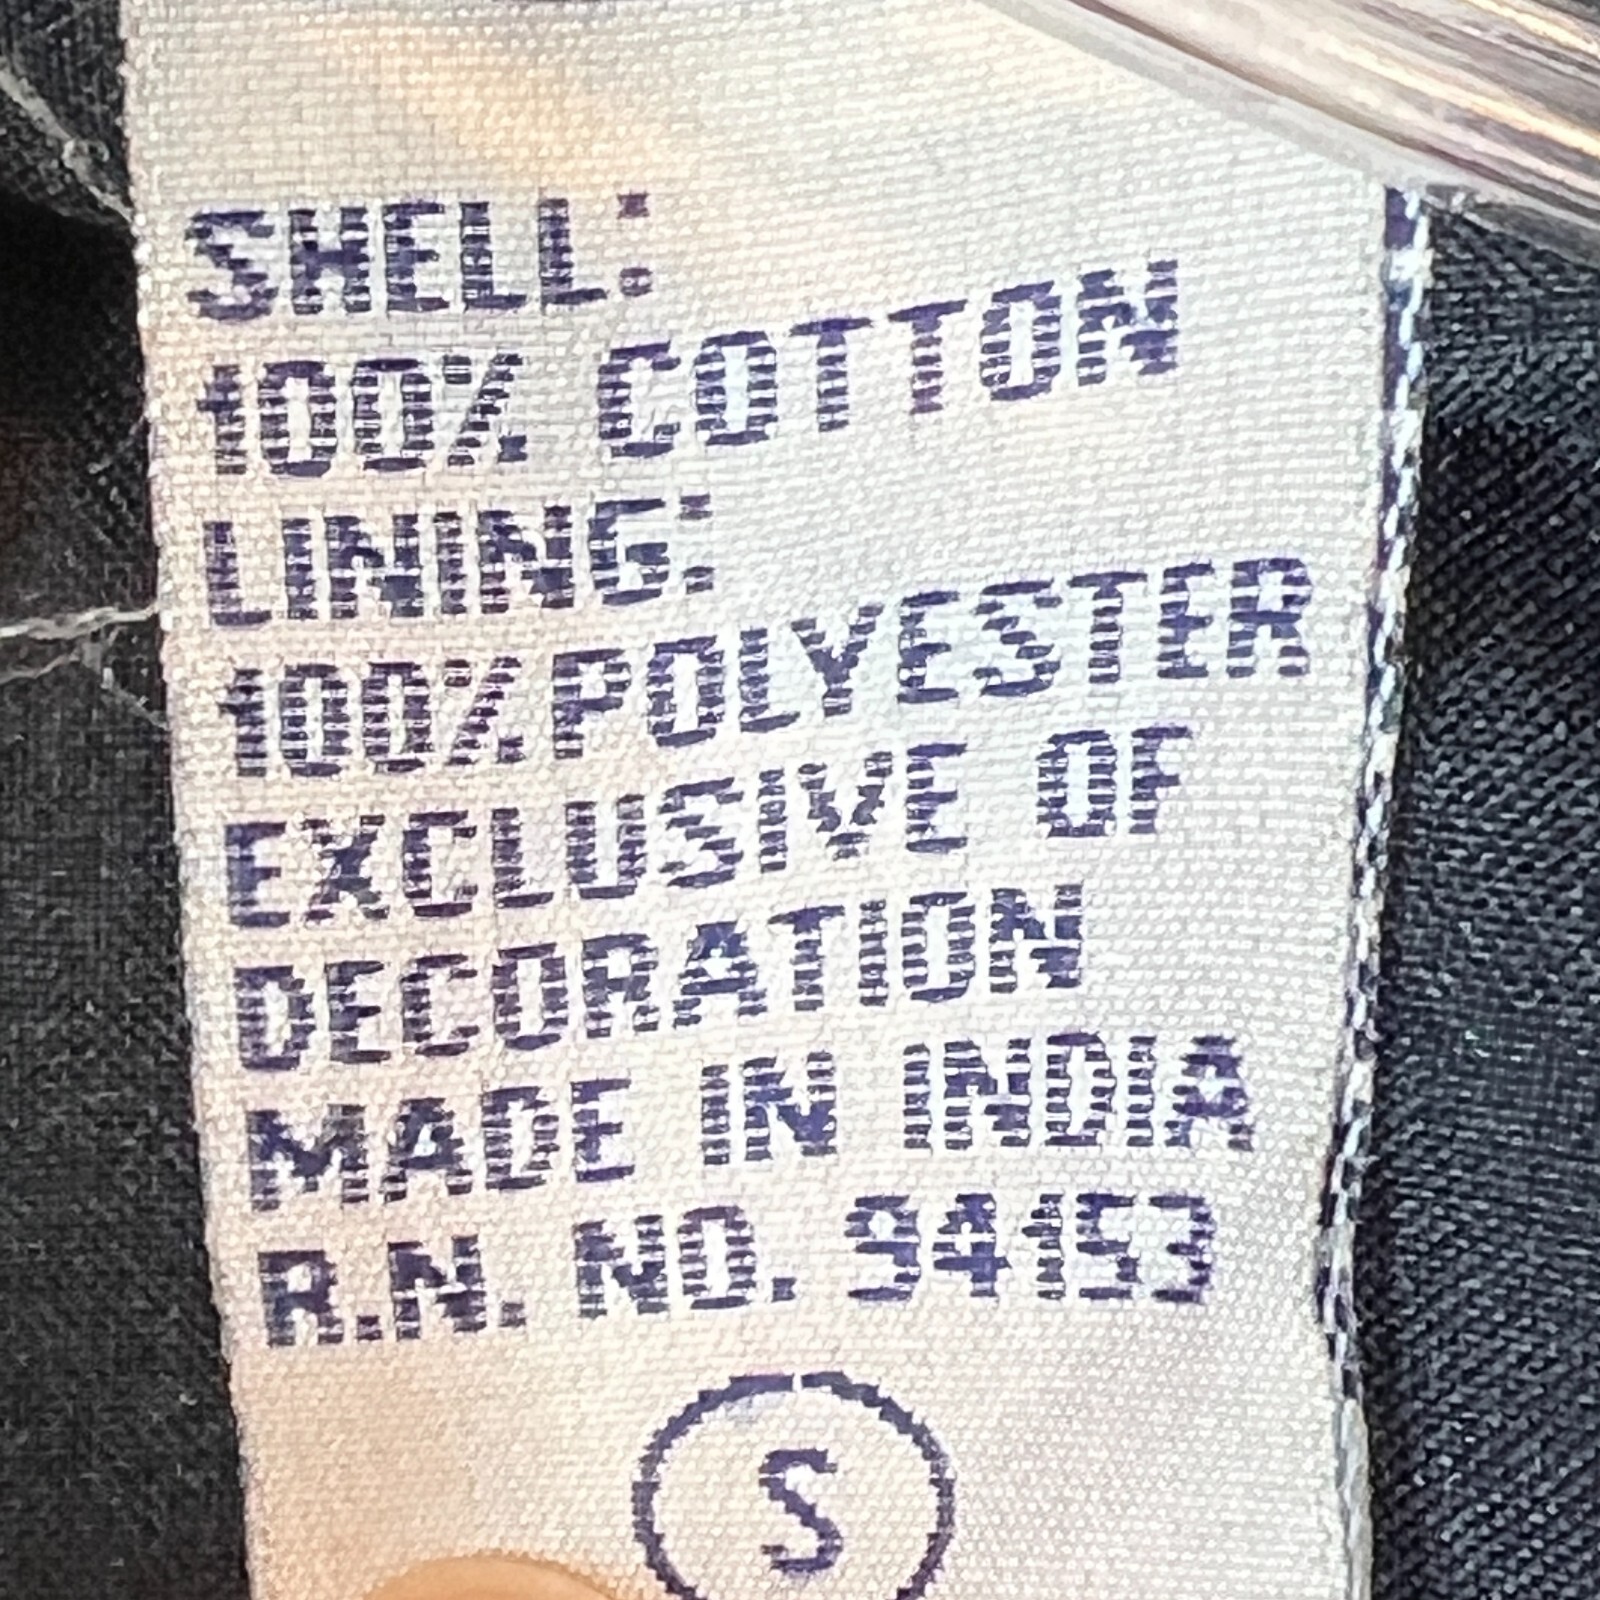 SHELL:
100% COTTON
LINING:
100% POLYESTER
EXCLUSIVE OF
DECORATION
MADE IN INDIA
R.N. NO. 94153
S